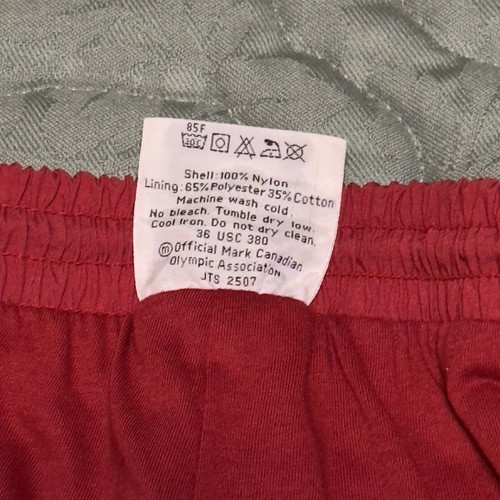 85F
30C
Shell: 100% Nylon
Lining: 65% Polyester 35% Cotton
Machine wash cold.
No bleach. Tumble dry low.
Cool Iron. Do not dry clean.
36 USC 380
ⓜ Official Mark Canadian
Olympic Association
JTS 2507